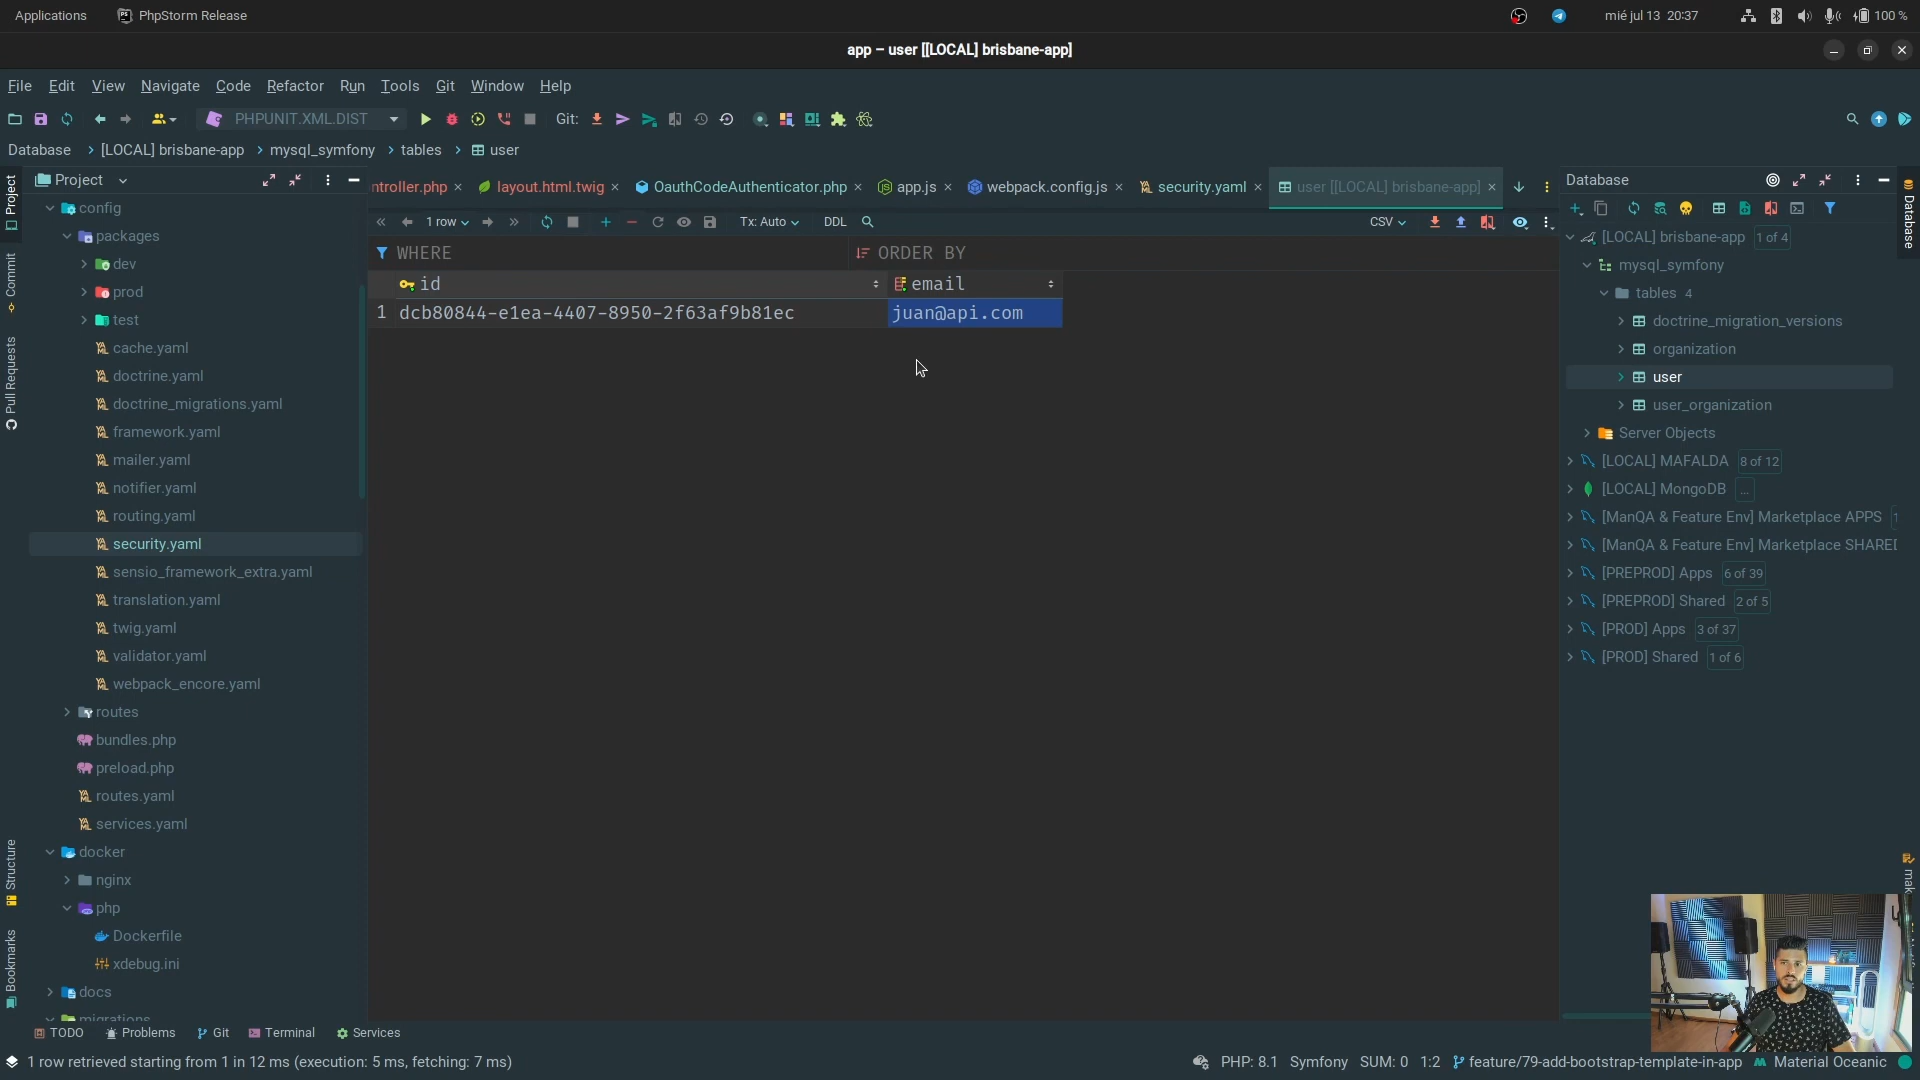 Applications PhpStorm Release mié jul 13 20:37 100 %
app – user [[LOCAL] brisbane-app]
File Edit View Navigate Code Refactor Run Tools Git Window Help
PHPUNIT.XML.DIST Git:
Database [LOCAL] brisbane-app mysql_symfony tables user
Project
ntroller.php layout.html.twig OauthCodeAuthenticator.php app.js webpack.config.js security.yaml user [[LOCAL] brisbane-app]
Database
1 row Tx: Auto DDL CSV
WHERE ORDER BY
id email
1 dcb80844-e1ea-4407-8950-2f63af9b81ec juan@api.com
config
packages
dev
prod
test
cache.yaml
doctrine.yaml
doctrine_migrations.yaml
framework.yaml
mailer.yaml
notifier.yaml
routing.yaml
security.yaml
sensio_framework_extra.yaml
translation.yaml
twig.yaml
validator.yaml
webpack_encore.yaml
routes
bundles.php
preload.php
routes.yaml
services.yaml
docker
nginx
php
Dockerfile
xdebug.ini
docs
migrations
[LOCAL] brisbane-app 1 of 4
mysql_symfony
tables 4
doctrine_migration_versions
organization
user
user_organization
Server Objects
[LOCAL] MAFALDA 8 of 12
[LOCAL] MongoDB ...
[ManQA & Feature Env] Marketplace APPS 1
[ManQA & Feature Env] Marketplace SHARED
[PREPROD] Apps 6 of 39
[PREPROD] Shared 2 of 5
[PROD] Apps 3 of 37
[PROD] Shared 1 of 6
Project
Commit
Pull Requests
Structure
Bookmarks
Database
mak
TODO Problems Git Terminal Services
1 row retrieved starting from 1 in 12 ms (execution: 5 ms, fetching: 7 ms) PHP: 8.1 Symfony SUM: 0 1:2 feature/79-add-bootstrap-template-in-app Material Oceanic